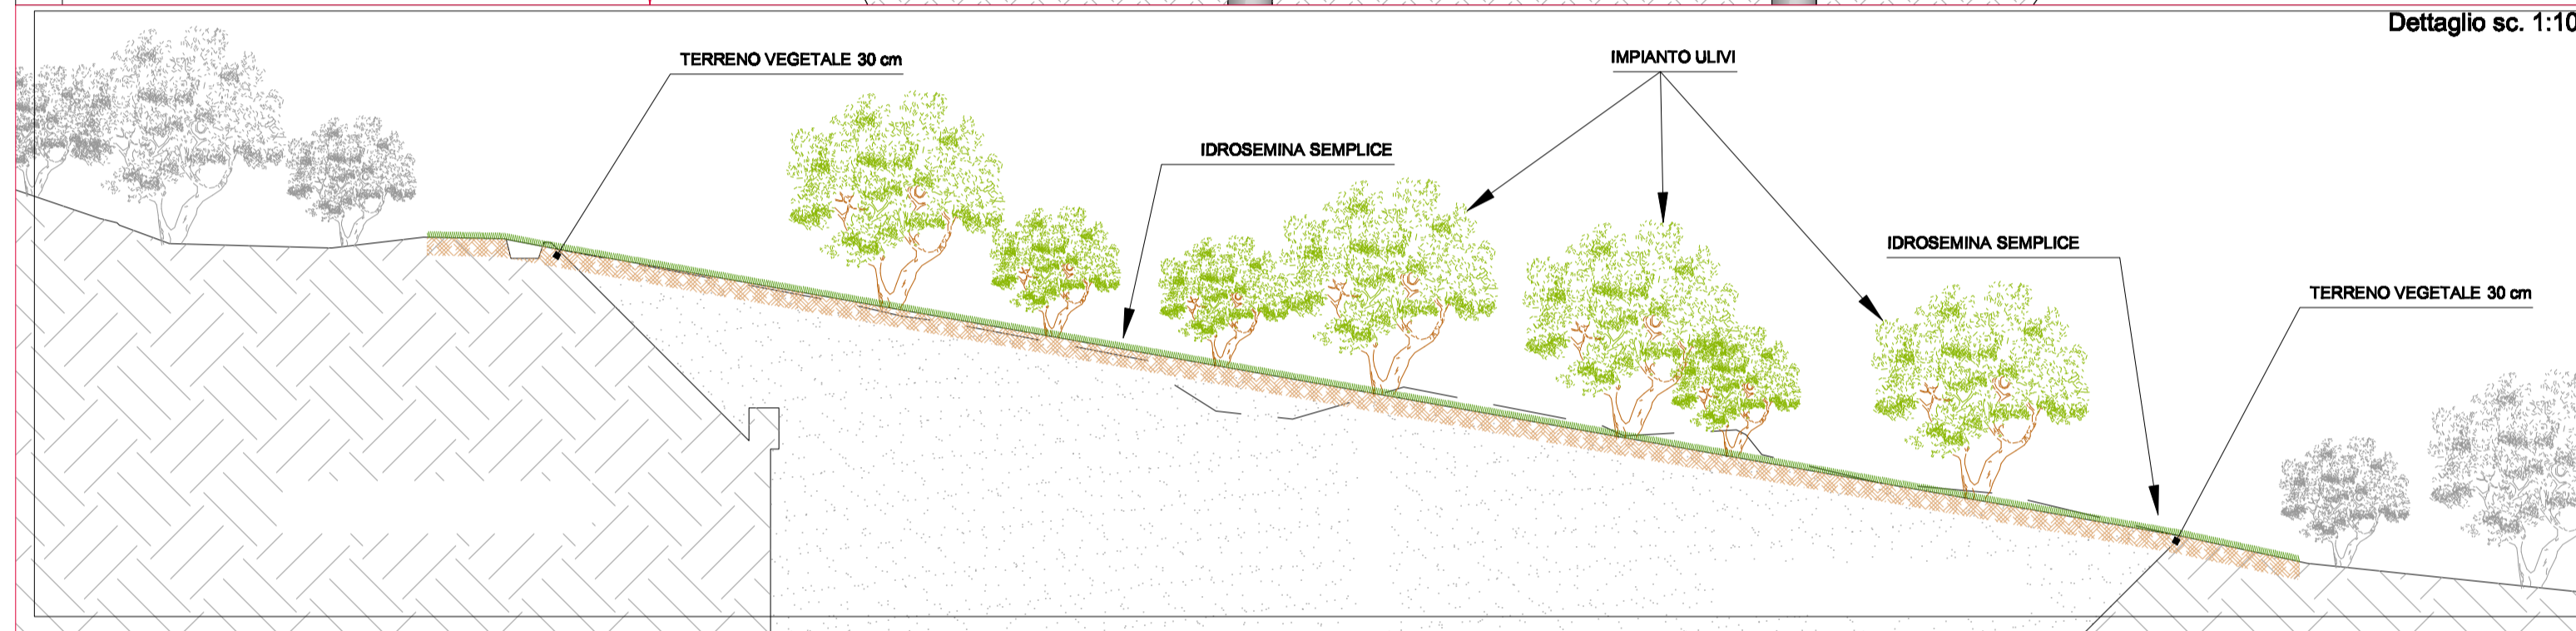 Dettaglio sc. 1:10
TERRENO VEGETALE 30 cm
IMPIANTO ULIVI
IDROSEMINA SEMPLICE
IDROSEMINA SEMPLICE
TERRENO VEGETALE 30 cm